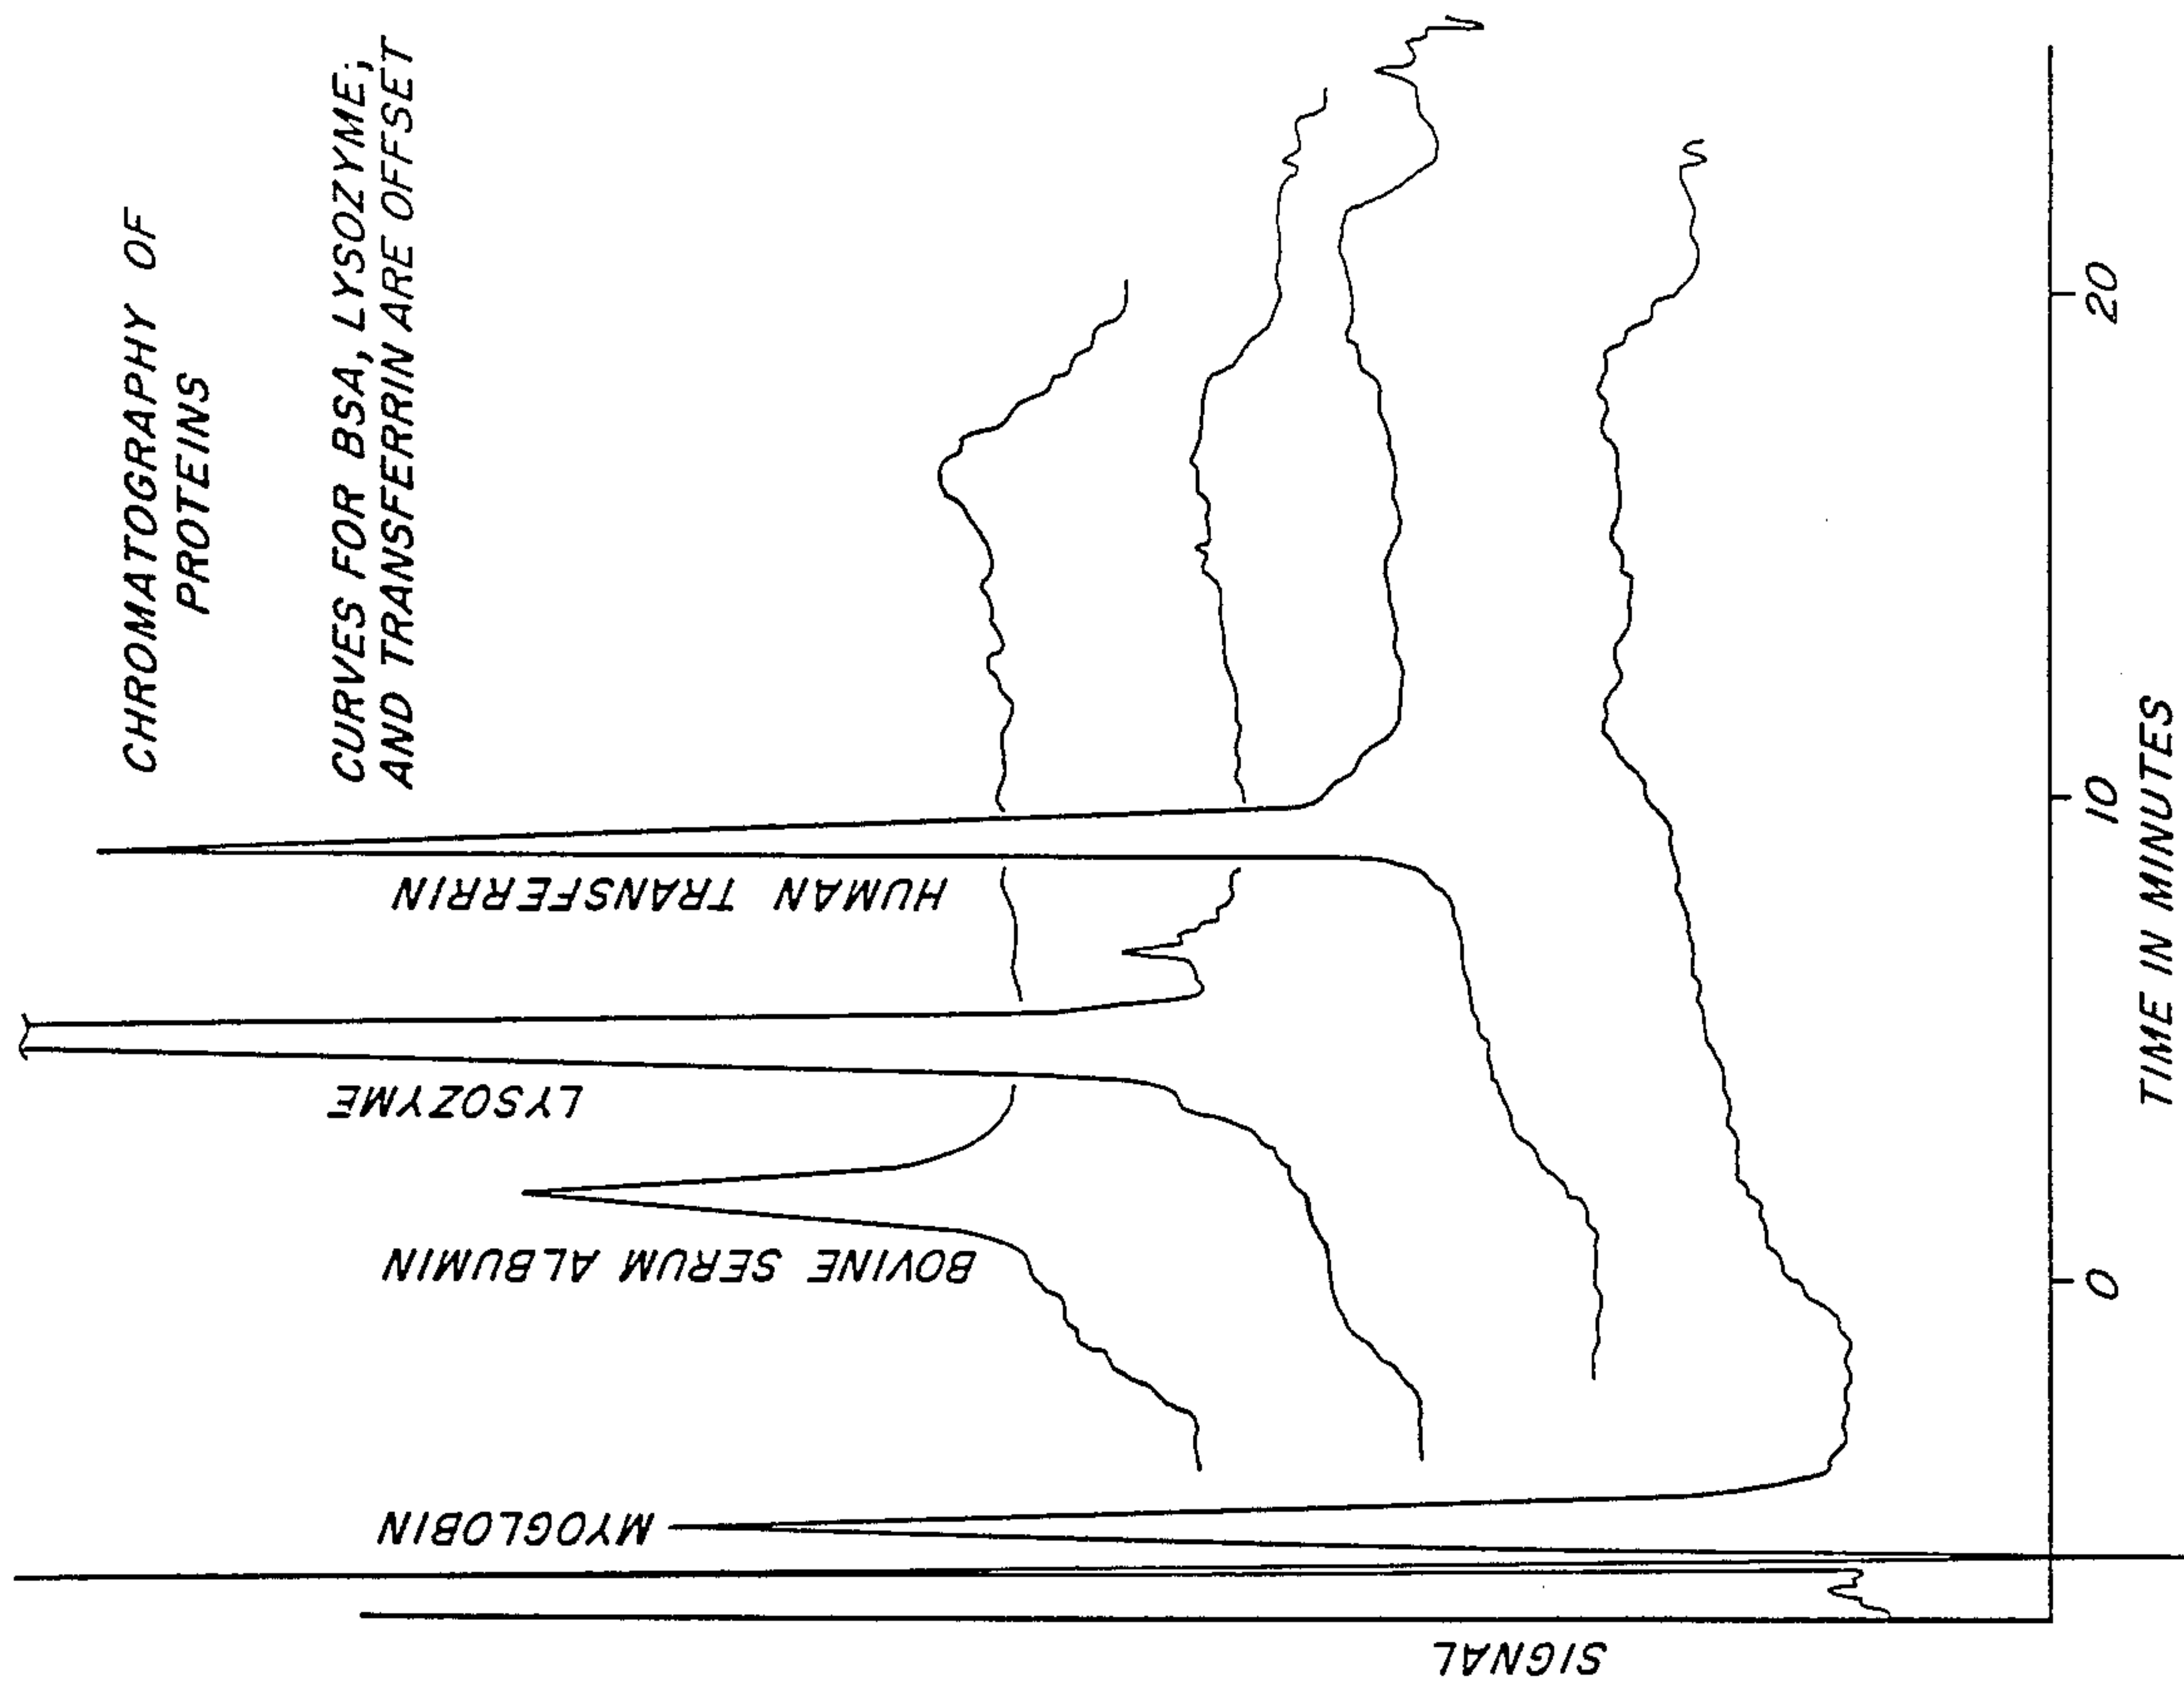 CHROMATOGRAPHY OF
PROTEINS
CURVES FOR BSA, LYSOZYME,
AND TRANSFERRIN ARE OFFSET
HUMAN TRANSFERRIN
LYSOZYME
BOVINE SERUM ALBUMIN
MYOGLOBIN
SIGNAL
0
10
20
TIME IN MINUTES